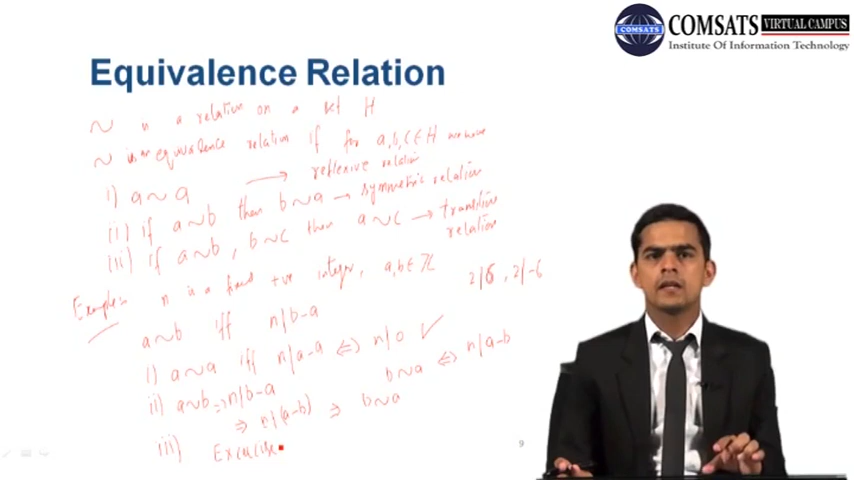 COMSATS VIRTUAL CAMPUS
COMSATS
Institute Of Information Technology
Equivalence Relation
~ is a relation on a set H
~ is an equivalence relation if for a,b,c ∈ H we have
i) a ~ a → reflexive relation
(ii) if a ~ b then b ~ a → symmetric relation
(iii) if a ~ b, b ~ c then a ~ c → transitive
relation
Example:- n is a fixed +ve integer, a,b ∈ ℤ
2/6, 2/-6
a ~ b iff n/b-a
i) a ~ a iff n/a-a ⇔ n/0 ✓
ii) a ~ b ⇒ n/b-a b ~ a ⇔ n/a-b
⇒ n/(a-b) ⇒ b ~ a
iii) Excercise
9